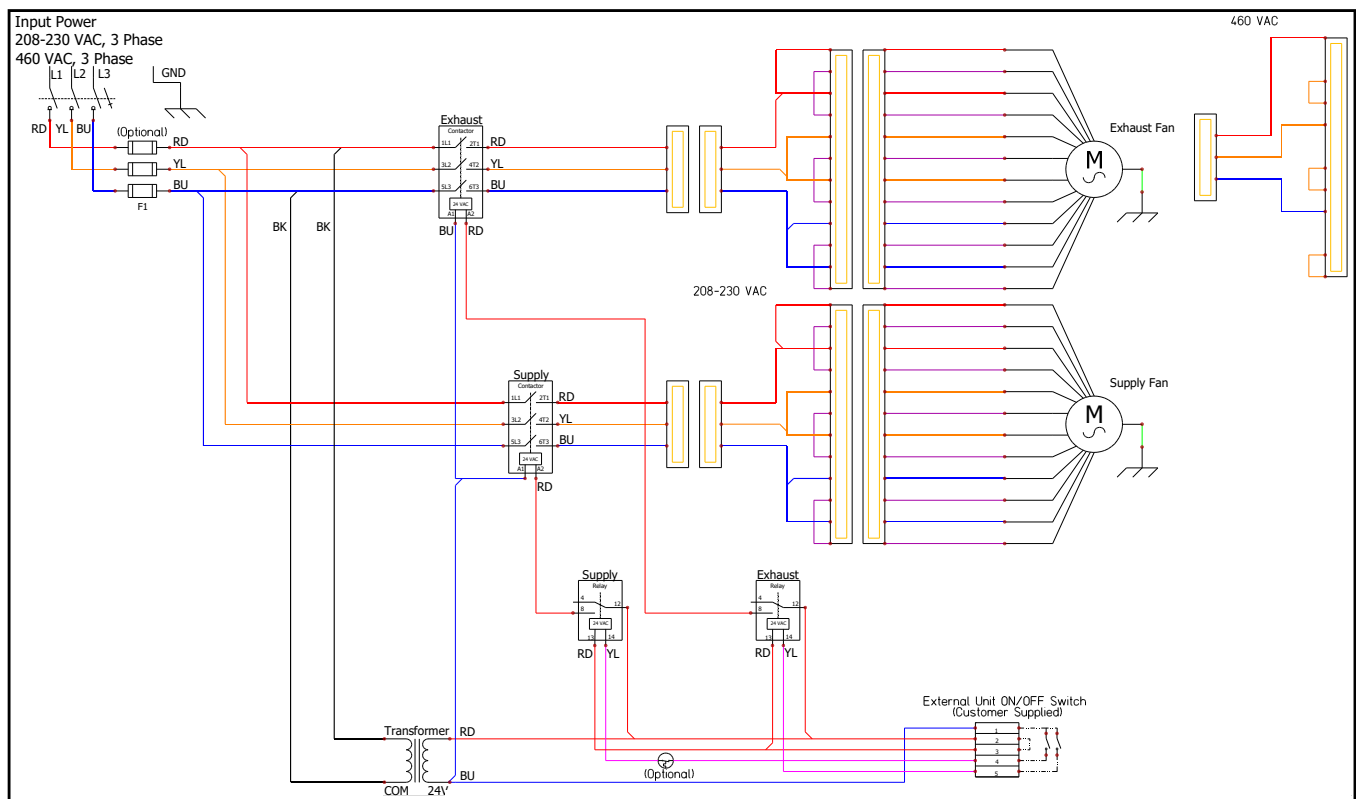 Input Power
208-230 VAC, 3 Phase
460 VAC, 3 Phase
460 VAC
L1 L2 L3 GND
RD YL BU
(Optional)
RD
YL
BU
F1
Exhaust
Contactor
1L1 2T1 RD
3L2 4T2 YL
5L3 6T3 BU
24 VAC
A1 A2
BU RD
BK BK
Exhaust Fan
M
208-230 VAC
Supply
Contactor
1L1 2T1 RD
3L2 4T2 YL
5L3 6T3 BU
24 VAC
A1 A2
RD
Supply Fan
M
Supply
Relay
4
8 12
24 VAC
13 14
RD YL
Exhaust
Relay
4
8 12
24 VAC
13 14
RD YL
External Unit ON/OFF Switch
(Customer Supplied)
1
2
3
4
5
Transformer RD
BU
COM 24V
(Optional)